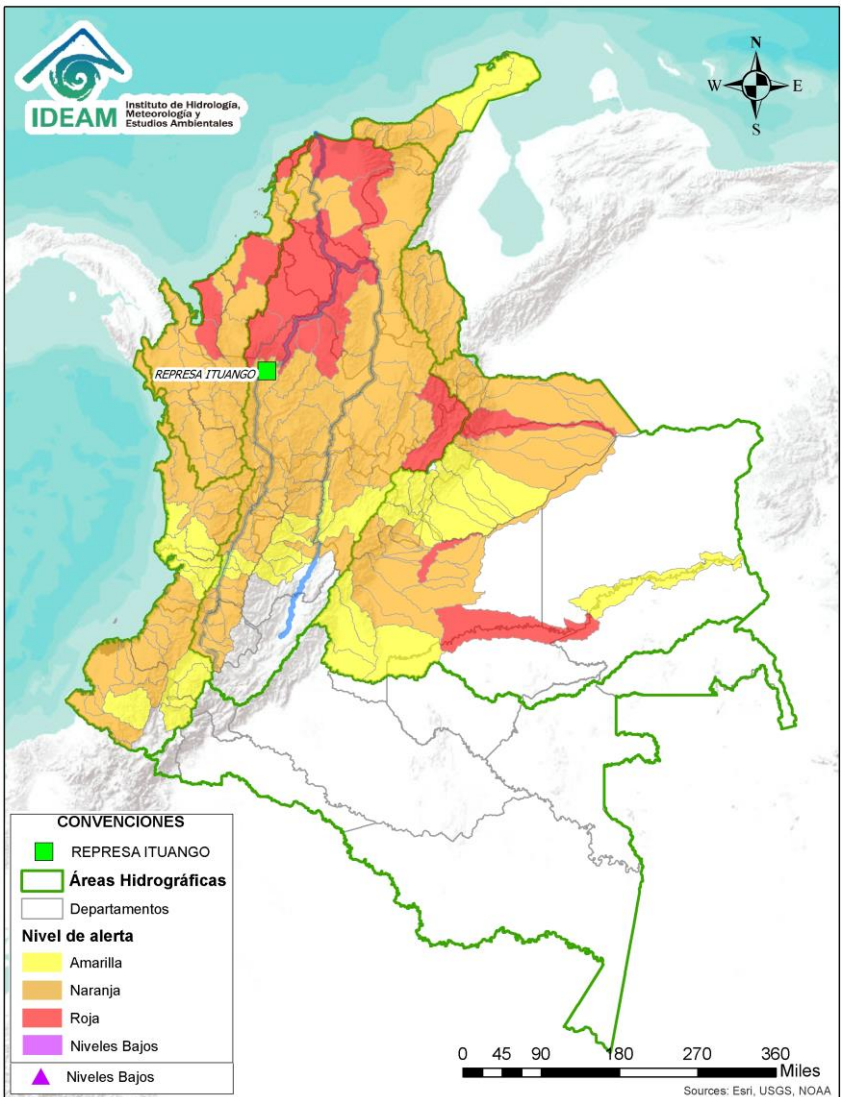 IDEAM
Instituto de Hidrología,
Meteorología y
Estudios Ambientales
N
W
E
S
REPRESA ITUANGO
CONVENCIONES
REPRESA ITUANGO
Áreas Hidrográficas
Departamentos
Nivel de alerta
Amarilla
Naranja
Roja
Niveles Bajos
Niveles Bajos
0 45 90 180 270 360
Miles
Sources: Esri, USGS, NOAA